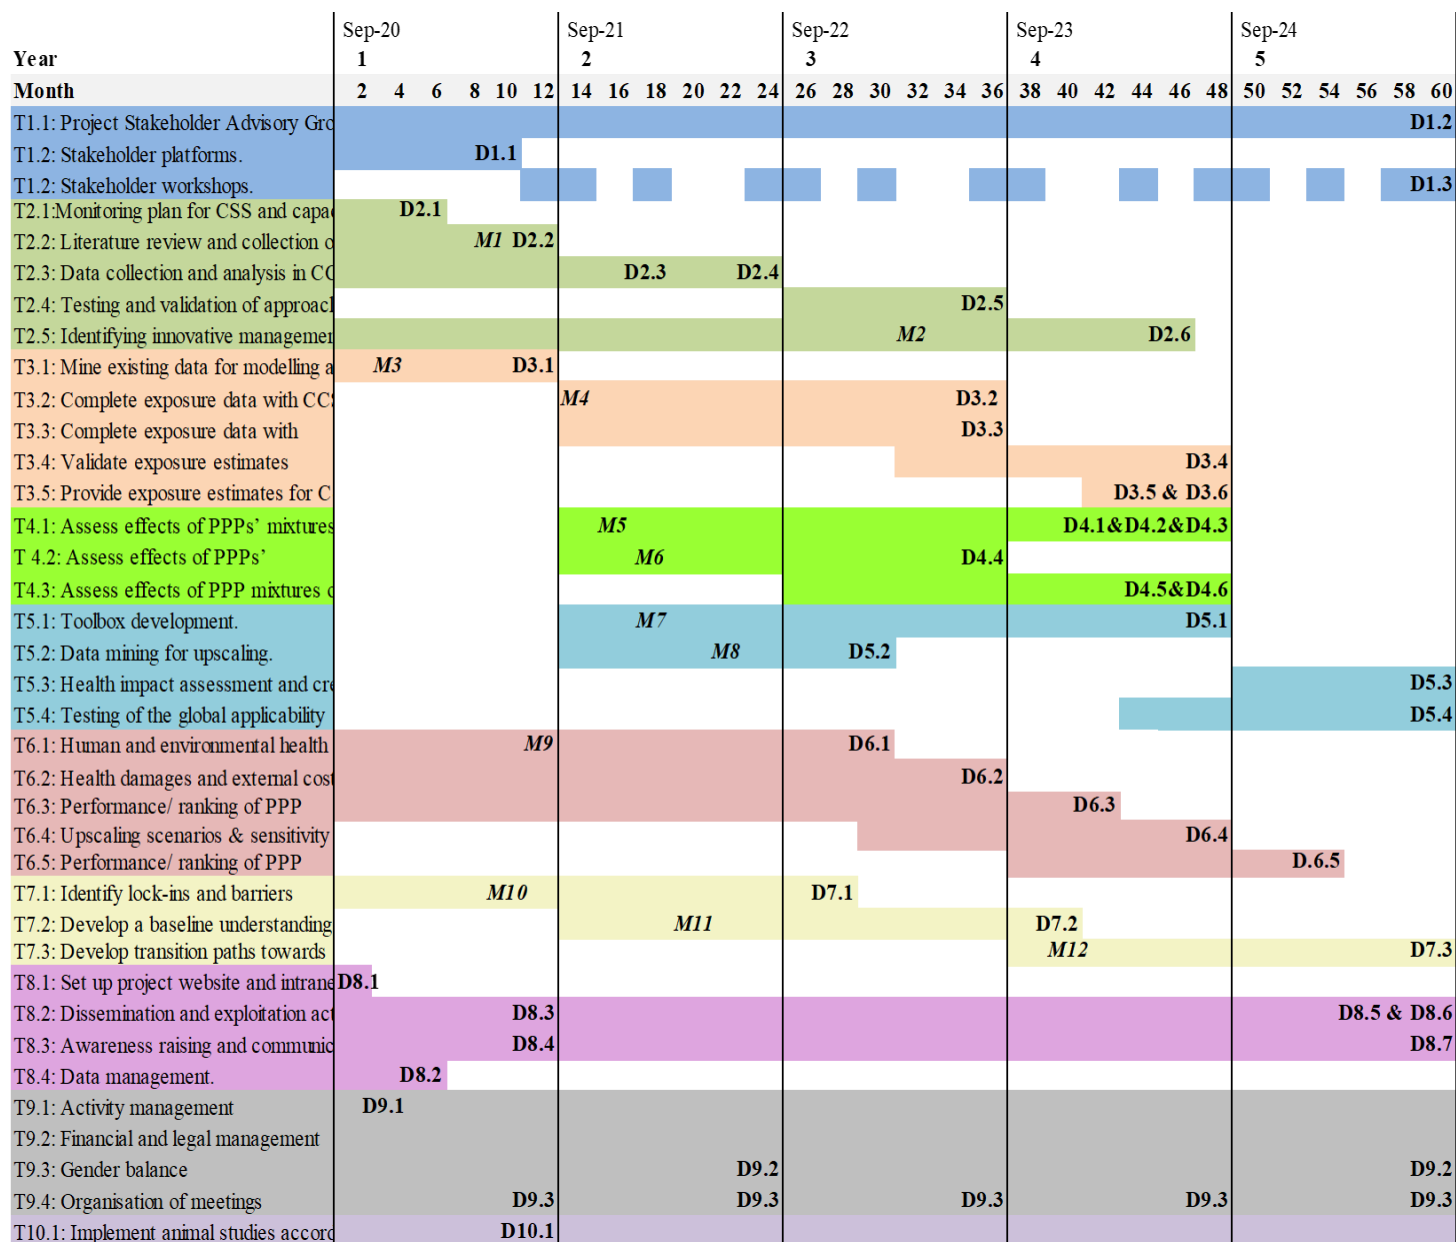 Sep-20 Sep-21 Sep-22 Sep-23 Sep-24
Year 1 2 3 4 5
Month 2 4 6 8 10 12 14 16 18 20 22 24 26 28 30 32 34 36 38 40 42 44 46 48 50 52 54 56 58 60
T1.1: Project Stakeholder Advisory Gro D1.2
T1.2: Stakeholder platforms. D1.1
T1.2: Stakeholder workshops. D1.3
T2.1:Monitoring plan for CSS and capac D2.1
T2.2: Literature review and collection o M1 D2.2
T2.3: Data collection and analysis in CC D2.3 D2.4
T2.4: Testing and validation of approacl D2.5
T2.5: Identifying innovative managemer M2 D2.6
T3.1: Mine existing data for modelling a M3 D3.1
T3.2: Complete exposure data with CCS M4 D3.2
T3.3: Complete exposure data with D3.3
T3.4: Validate exposure estimates D3.4
T3.5: Provide exposure estimates for C D3.5 & D3.6
T4.1: Assess effects of PPPs’ mixtures M5 D4.1&D4.2&D4.3
T 4.2: Assess effects of PPPs’ M6 D4.4
T4.3: Assess effects of PPP mixtures o D4.5&D4.6
T5.1: Toolbox development. M7 D5.1
T5.2: Data mining for upscaling. M8 D5.2
T5.3: Health impact assessment and cre D5.3
T5.4: Testing of the global applicability D5.4
T6.1: Human and environmental health M9 D6.1
T6.2: Health damages and external cost D6.2
T6.3: Performance/ ranking of PPP D6.3
T6.4: Upscaling scenarios & sensitivity D6.4
T6.5: Performance/ ranking of PPP D.6.5
T7.1: Identify lock-ins and barriers M10 D7.1
T7.2: Develop a baseline understanding M11 D7.2
T7.3: Develop transition paths towards M12 D7.3
T8.1: Set up project website and intrane D8.1
T8.2: Dissemination and exploitation act D8.3 D8.5 & D8.6
T8.3: Awareness raising and communic D8.4 D8.7
T8.4: Data management. D8.2
T9.1: Activity management D9.1
T9.2: Financial and legal management
T9.3: Gender balance D9.2 D9.2
T9.4: Organisation of meetings D9.3 D9.3 D9.3 D9.3 D9.3
T10.1: Implement animal studies accord D10.1